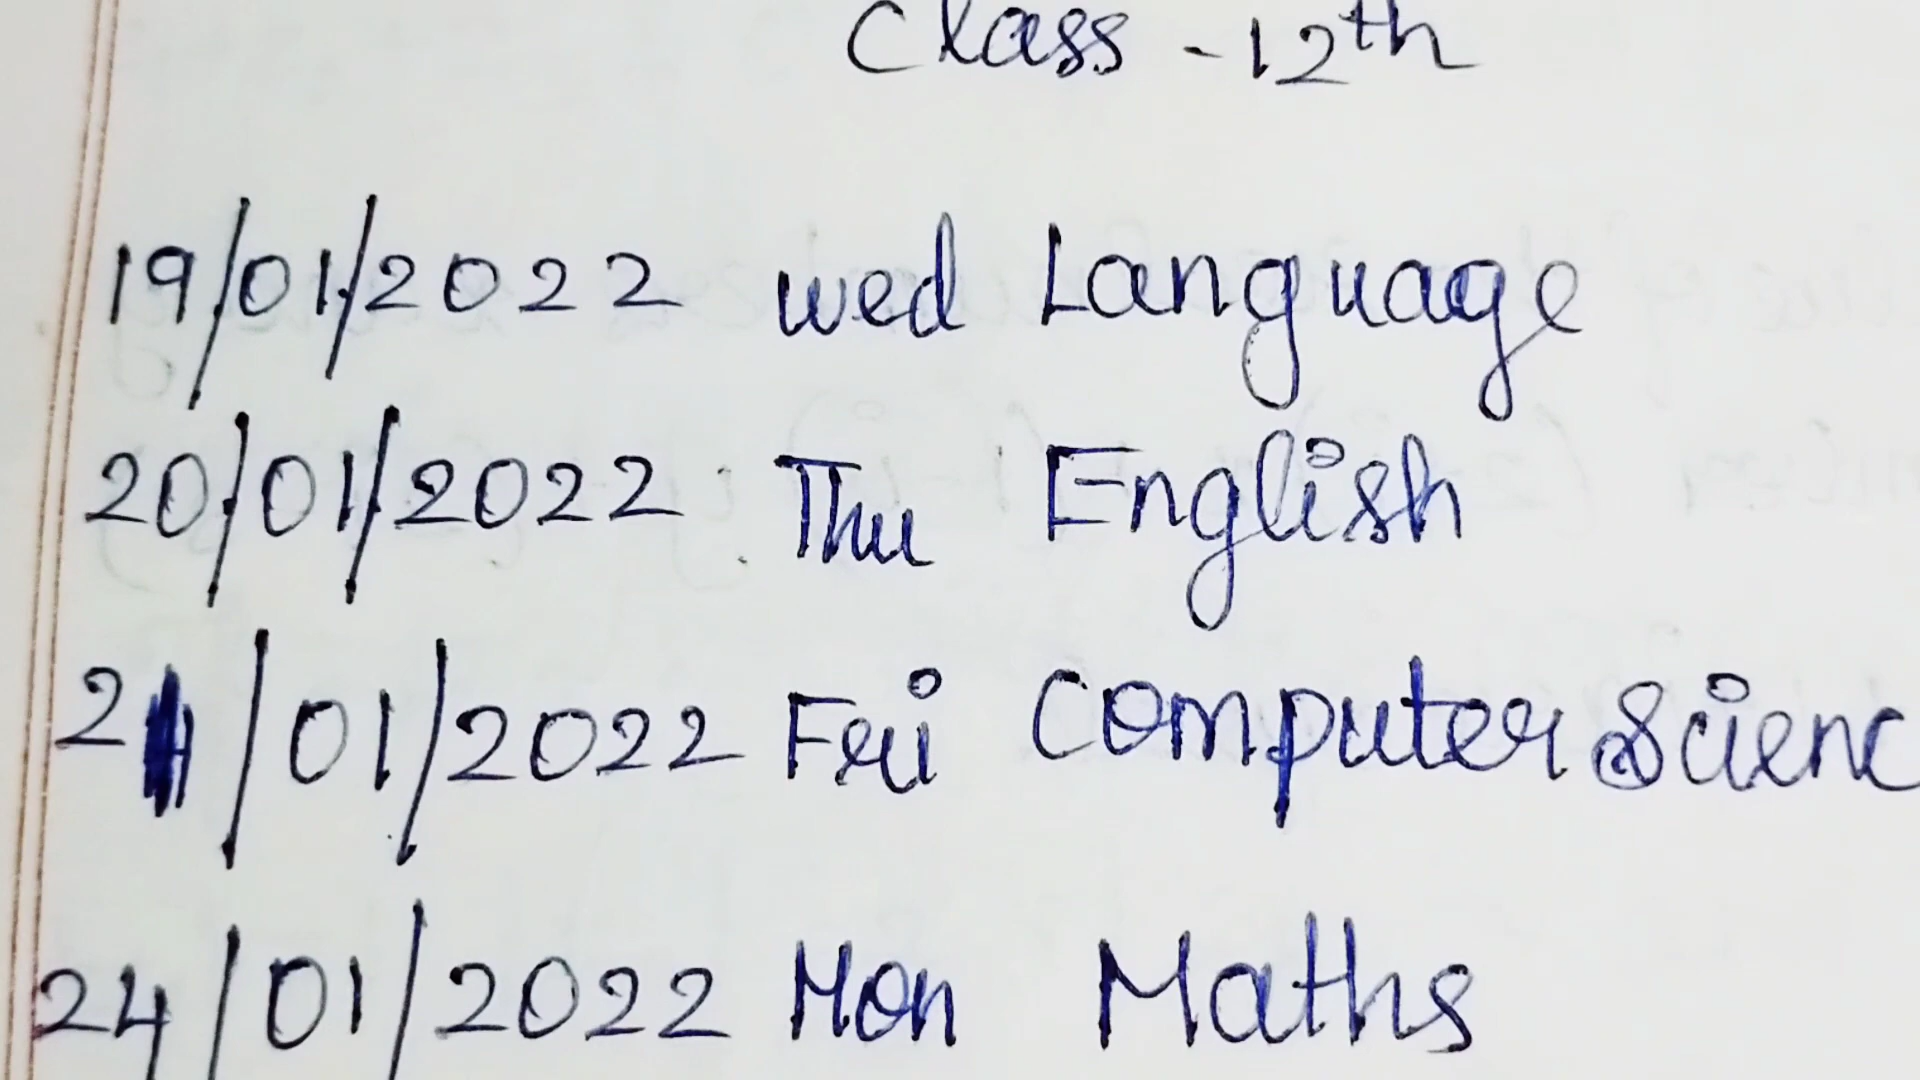 Class - 12th
19/01/2022 wed Language
20/01/2022 Thu English
21/01/2022 Fri Computer Scienc
24/01/2022 Mon Maths